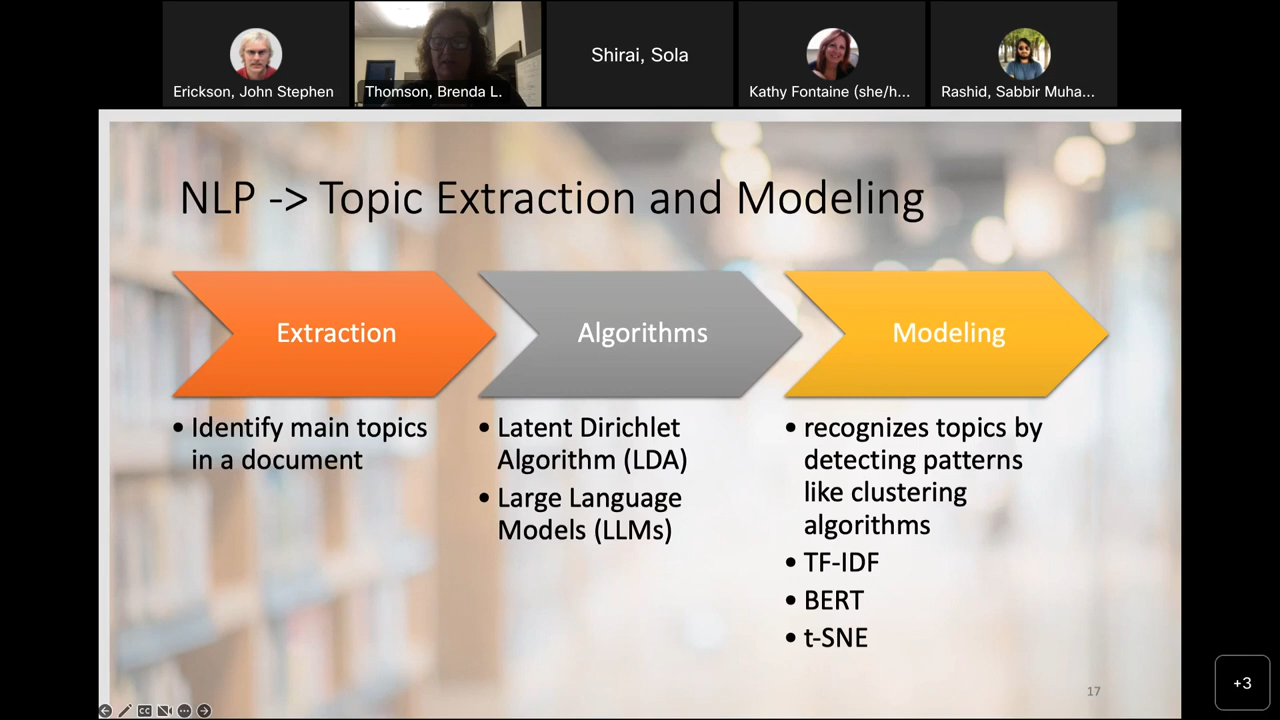 Erickson, John Stephen
Thomson, Brenda L.
Shirai, Sola
Kathy Fontaine (she/h...
Rashid, Sabbir Muha...
NLP -> Topic Extraction and Modeling
Extraction
Algorithms
Modeling
• Identify main topics
in a document
• Latent Dirichlet
Algorithm (LDA)
• Large Language
Models (LLMs)
• recognizes topics by
detecting patterns
like clustering
algorithms
• TF-IDF
• BERT
• t-SNE
17
CC
+3